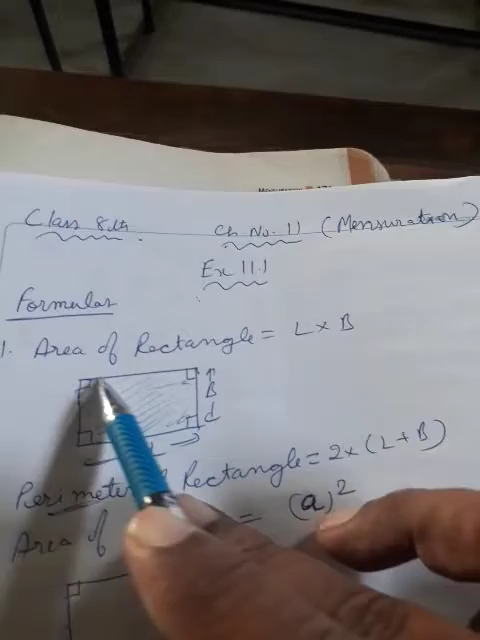 Class 8th Ch No. 11 (Mensuration)
Ex 11.1
Formulas
1. Area of Rectangle = L × B
B
L
Perimeter Rectangle = 2 × (L + B)
Area of = (a)²